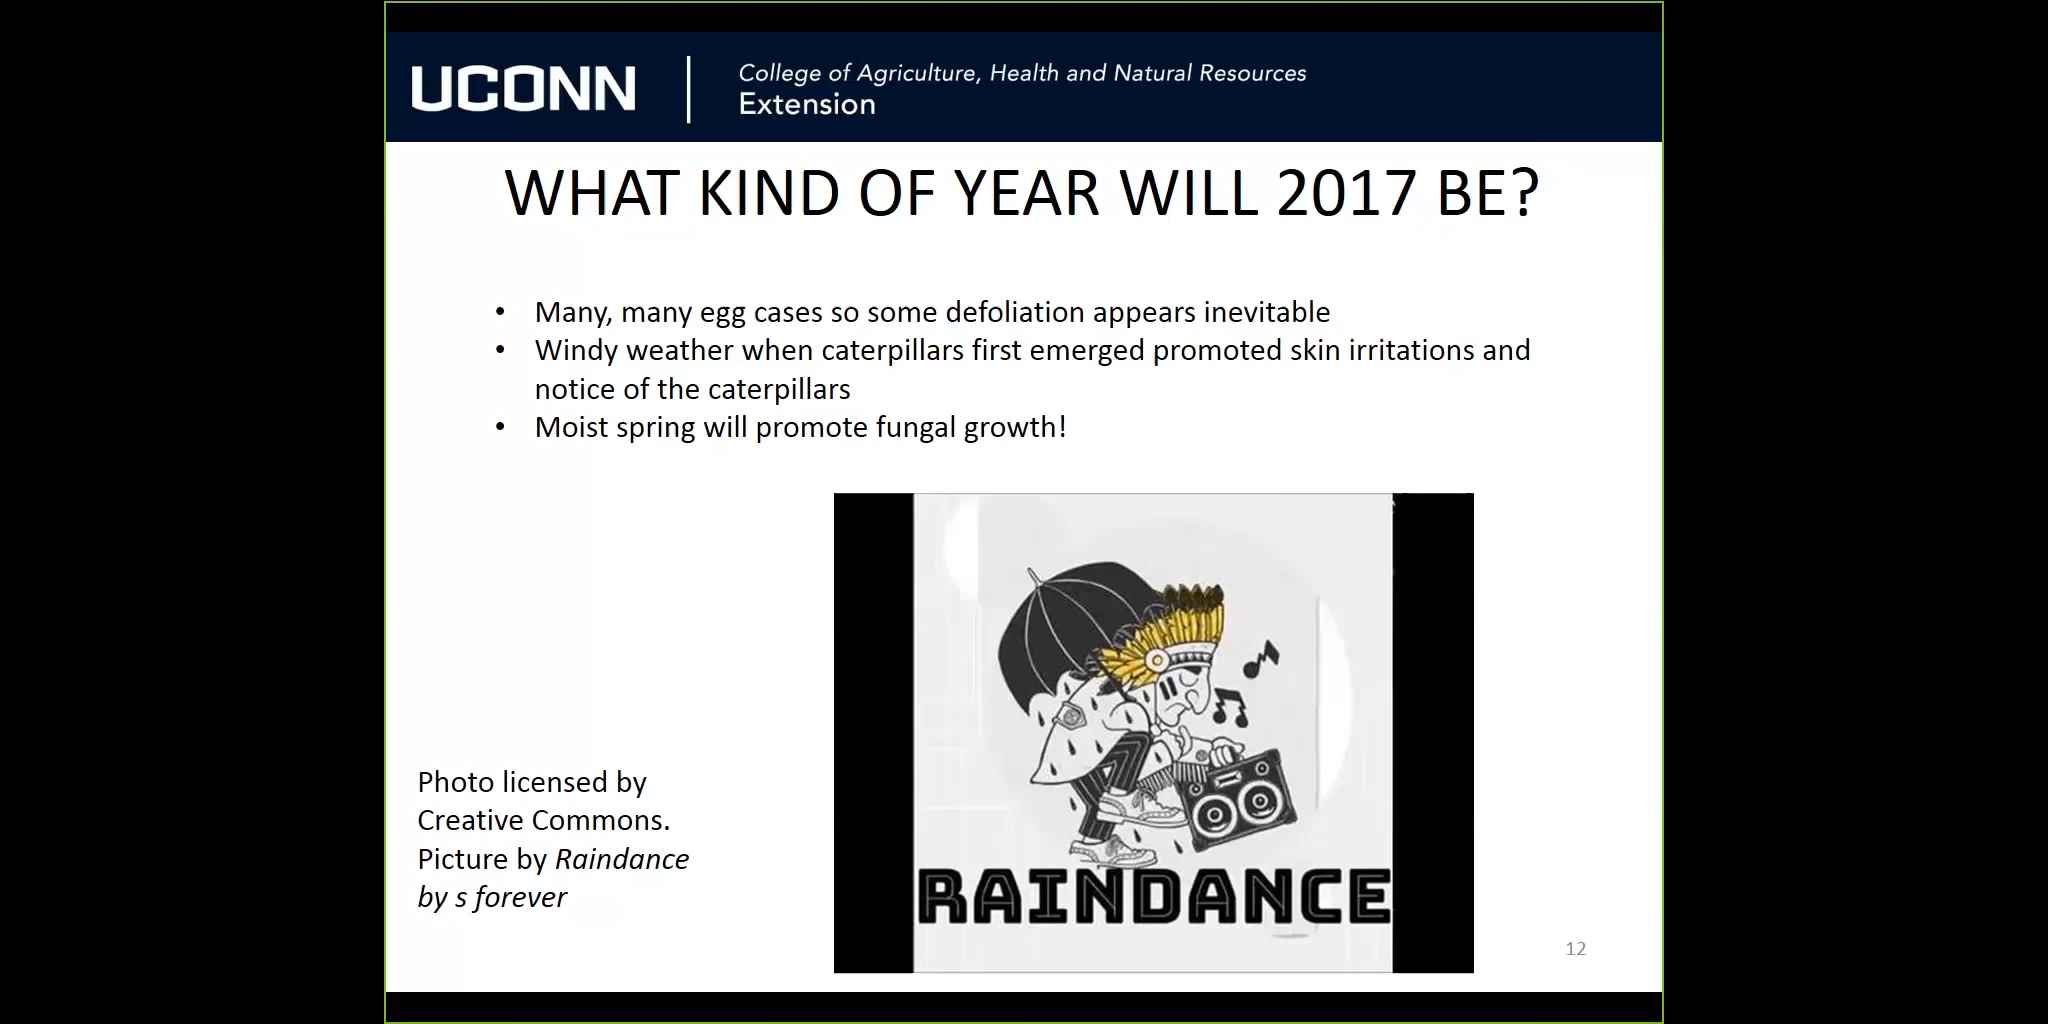 UCONN
College of Agriculture, Health and Natural Resources
Extension
WHAT KIND OF YEAR WILL 2017 BE?
• Many, many egg cases so some defoliation appears inevitable
• Windy weather when caterpillars first emerged promoted skin irritations and
notice of the caterpillars
• Moist spring will promote fungal growth!
Photo licensed by
Creative Commons.
Picture by Raindance
by s forever
RAINDANCE
12